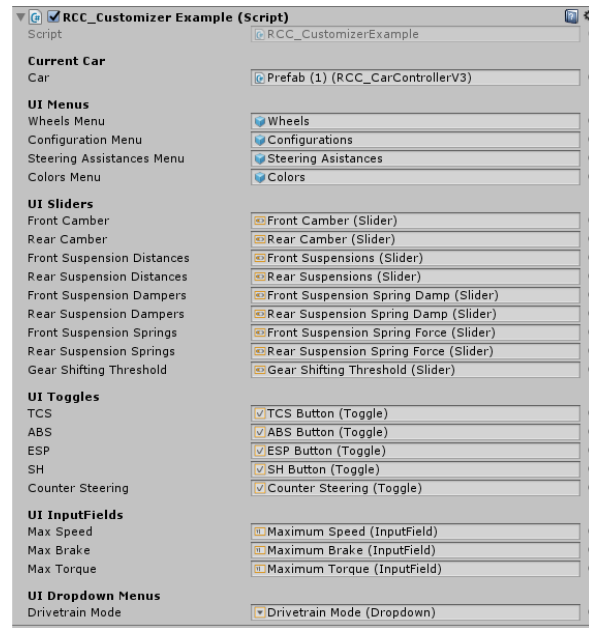 RCC_Customizer Example (Script)
Script RCC_CustomizerExample
Current Car
Car Prefab (1) (RCC_CarControllerV3)
UI Menus
Wheels Menu Wheels
Configuration Menu Configurations
Steering Assistances Menu Steering Asistances
Colors Menu Colors
UI Sliders
Front Camber Front Camber (Slider)
Rear Camber Rear Camber (Slider)
Front Suspension Distances Front Suspensions (Slider)
Rear Suspension Distances Rear Suspensions (Slider)
Front Suspension Dampers Front Suspension Spring Damp (Slider)
Rear Suspension Dampers Rear Suspension Spring Damp (Slider)
Front Suspension Springs Front Suspension Spring Force (Slider)
Rear Suspension Springs Rear Suspension Spring Force (Slider)
Gear Shifting Threshold Gear Shifting Threshold (Slider)
UI Toggles
TCS TCS Button (Toggle)
ABS ABS Button (Toggle)
ESP ESP Button (Toggle)
SH SH Button (Toggle)
Counter Steering Counter Steering (Toggle)
UI InputFields
Max Speed Maximum Speed (InputField)
Max Brake Maximum Brake (InputField)
Max Torque Maximum Torque (InputField)
UI Dropdown Menus
Drivetrain Mode Drivetrain Mode (Dropdown)